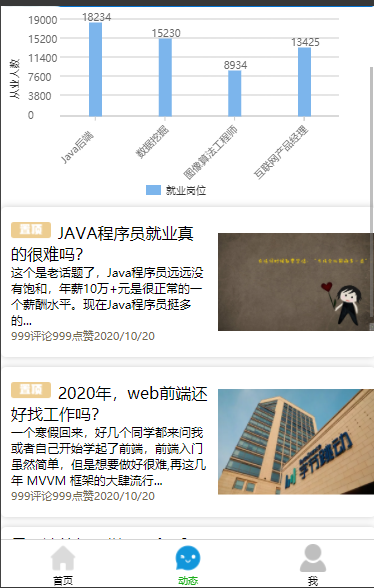 19000
15200
11400
7600
3800
0
从业人数
18234
15230
8934
13425
Java后端
数据挖掘
图像算法工程师
互联网产品经理
就业岗位
JAVA程序员就业真
的很难吗?
这个是老话题了，Java程序员远远没
有饱和，年薪10万+元是很正常的一
个薪酬水平。现在Java程序员挺多
的...
999评论999点赞2020/10/20
2020年，web前端还
好找工作吗?
一个寒假回来，好几个同学都来问我
或者自己开始学起了前端，前端入门
虽然简单，但是想要做好很难,再这几
年 MVVM 框架的大肆流行...
999评论999点赞2020/10/20
字节跳动
首页
动态
我